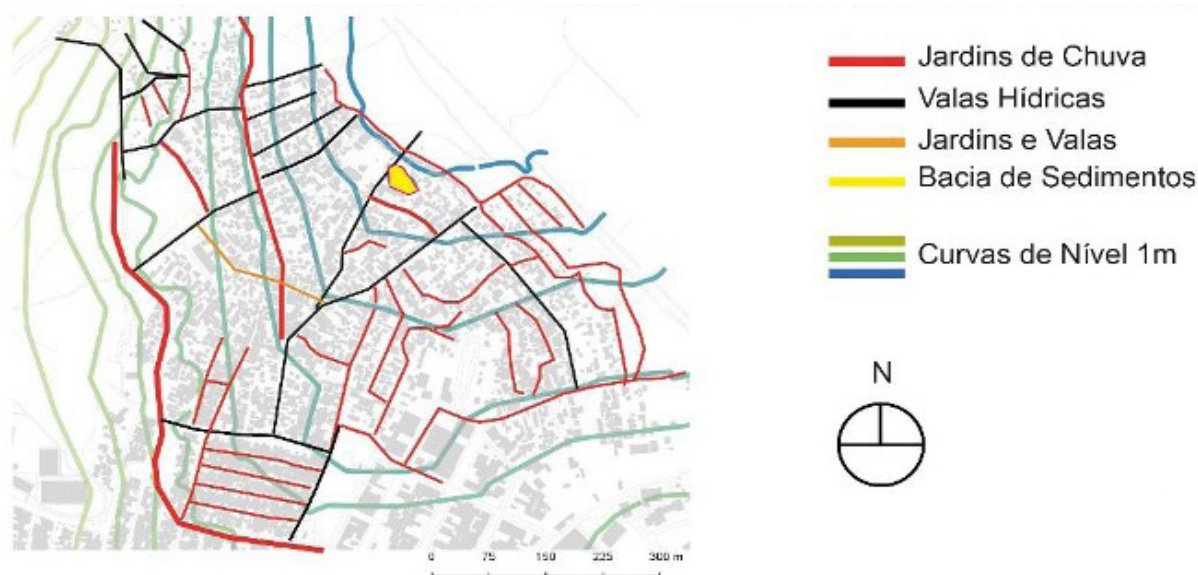 Jardins de Chuva
Valas Hídricas
Jardins e Valas
Bacia de Sedimentos
Curvas de Nível 1m
N
0 75 150 225 300 m